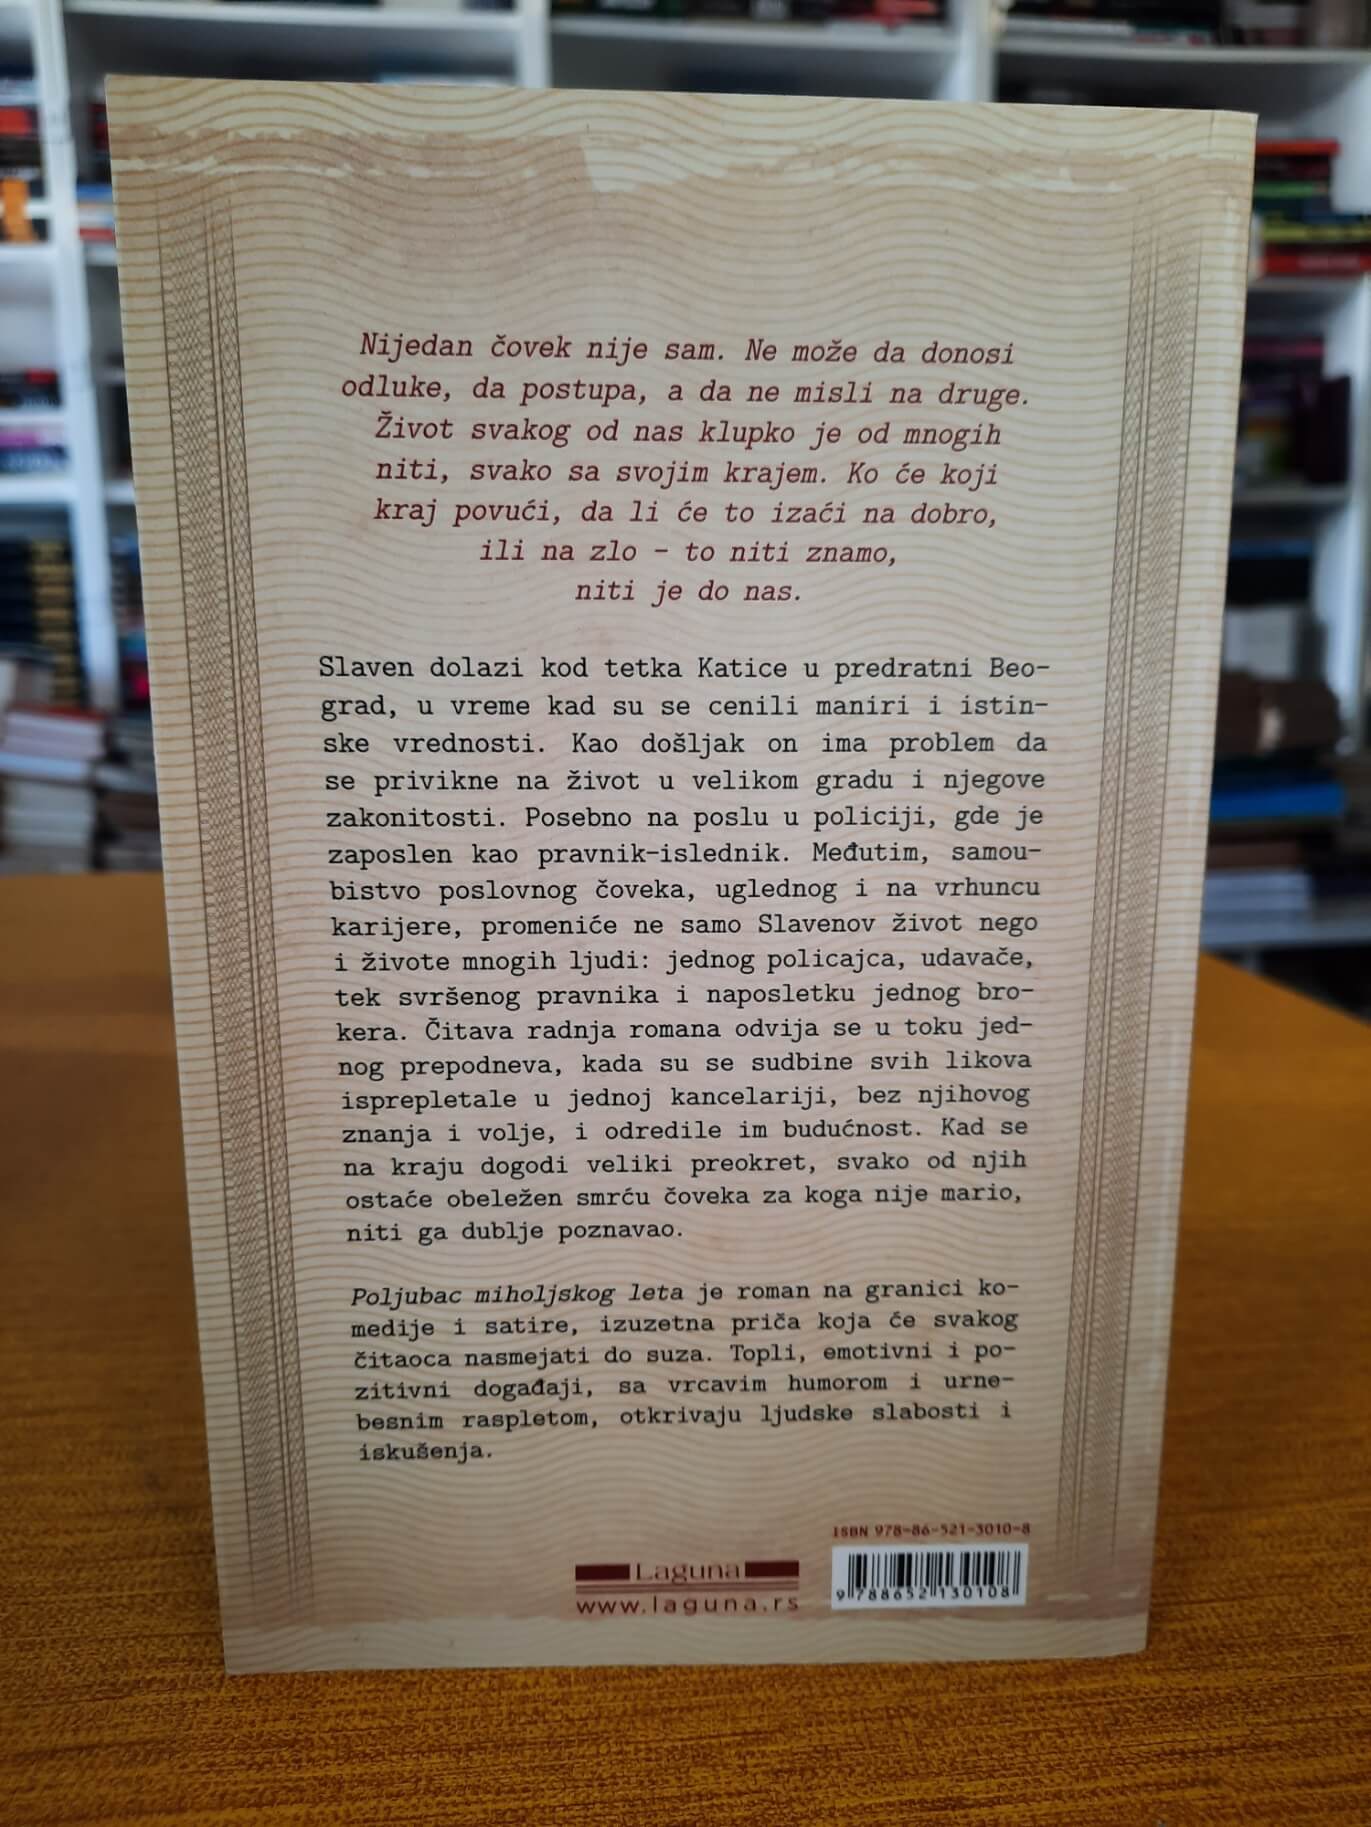 Nijedan čovek nije sam. Ne može da donosi
odluke, da postupa, a da ne misli na druge.
Život svakog od nas klupko je od mnogih
niti, svako sa svojim krajem. Ko će koji
kraj povući, da li će to izaći na dobro,
ili na zlo – to niti znamo,
niti je do nas.
Slaven dolazi kod tetka Katice u predratni Beo-
grad, u vreme kad su se cenili maniri i istin-
ske vrednosti. Kao došljak on ima problem da
se privikne na život u velikom gradu i njegove
zakonitosti. Posebno na poslu u policiji, gde je
zaposlen kao pravnik-islednik. Međutim, samou-
bistvo poslovnog čoveka, uglednog i na vrhuncu
karijere, promeniće ne samo Slavenov život nego
i živote mnogih ljudi: jednog policajca, udavače,
tek svršenog pravnika i naposletku jednog bro-
kera. Čitava radnja romana odvija se u toku jed-
nog prepodneva, kada su se sudbine svih likova
isprepletale u jednoj kancelariji, bez njihovog
znanja i volje, i odredile im budućnost. Kad se
na kraju dogodi veliki preokret, svako od njih
ostaće obeležen smrću čoveka za koga nije mario,
niti ga dublje poznavao.
Poljubac miholjskog leta je roman na granici ko-
medije i satire, izuzetna priča koja će svakog
čitaoca nasmejati do suza. Topli, emotivni i po-
zitivni događaji, sa vrcavim humorom i urne-
besnim raspletom, otkrivaju ljudske slabosti i
iskušenja.
ISBN 978-86-521-3010-8
Laguna
www.laguna.rs
9 788652 130108